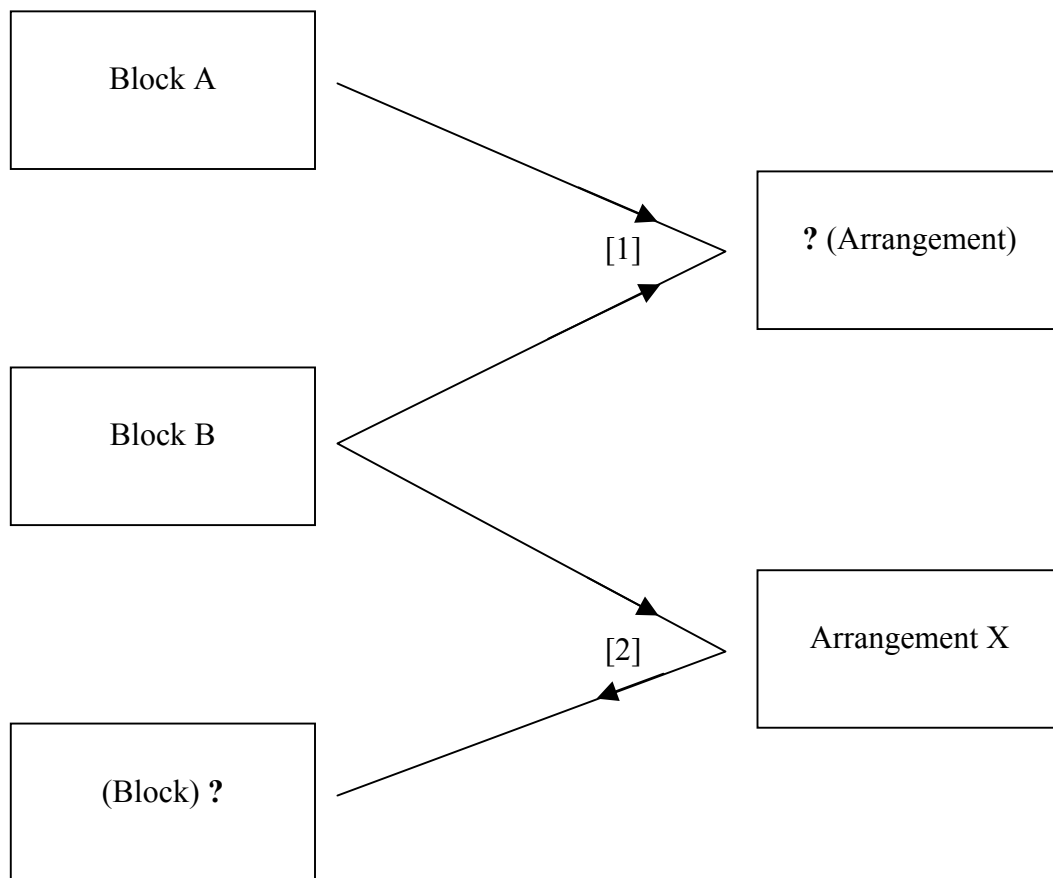 Block A
? (Arrangement)
[1]
Block B
Arrangement X
[2]
(Block) ?